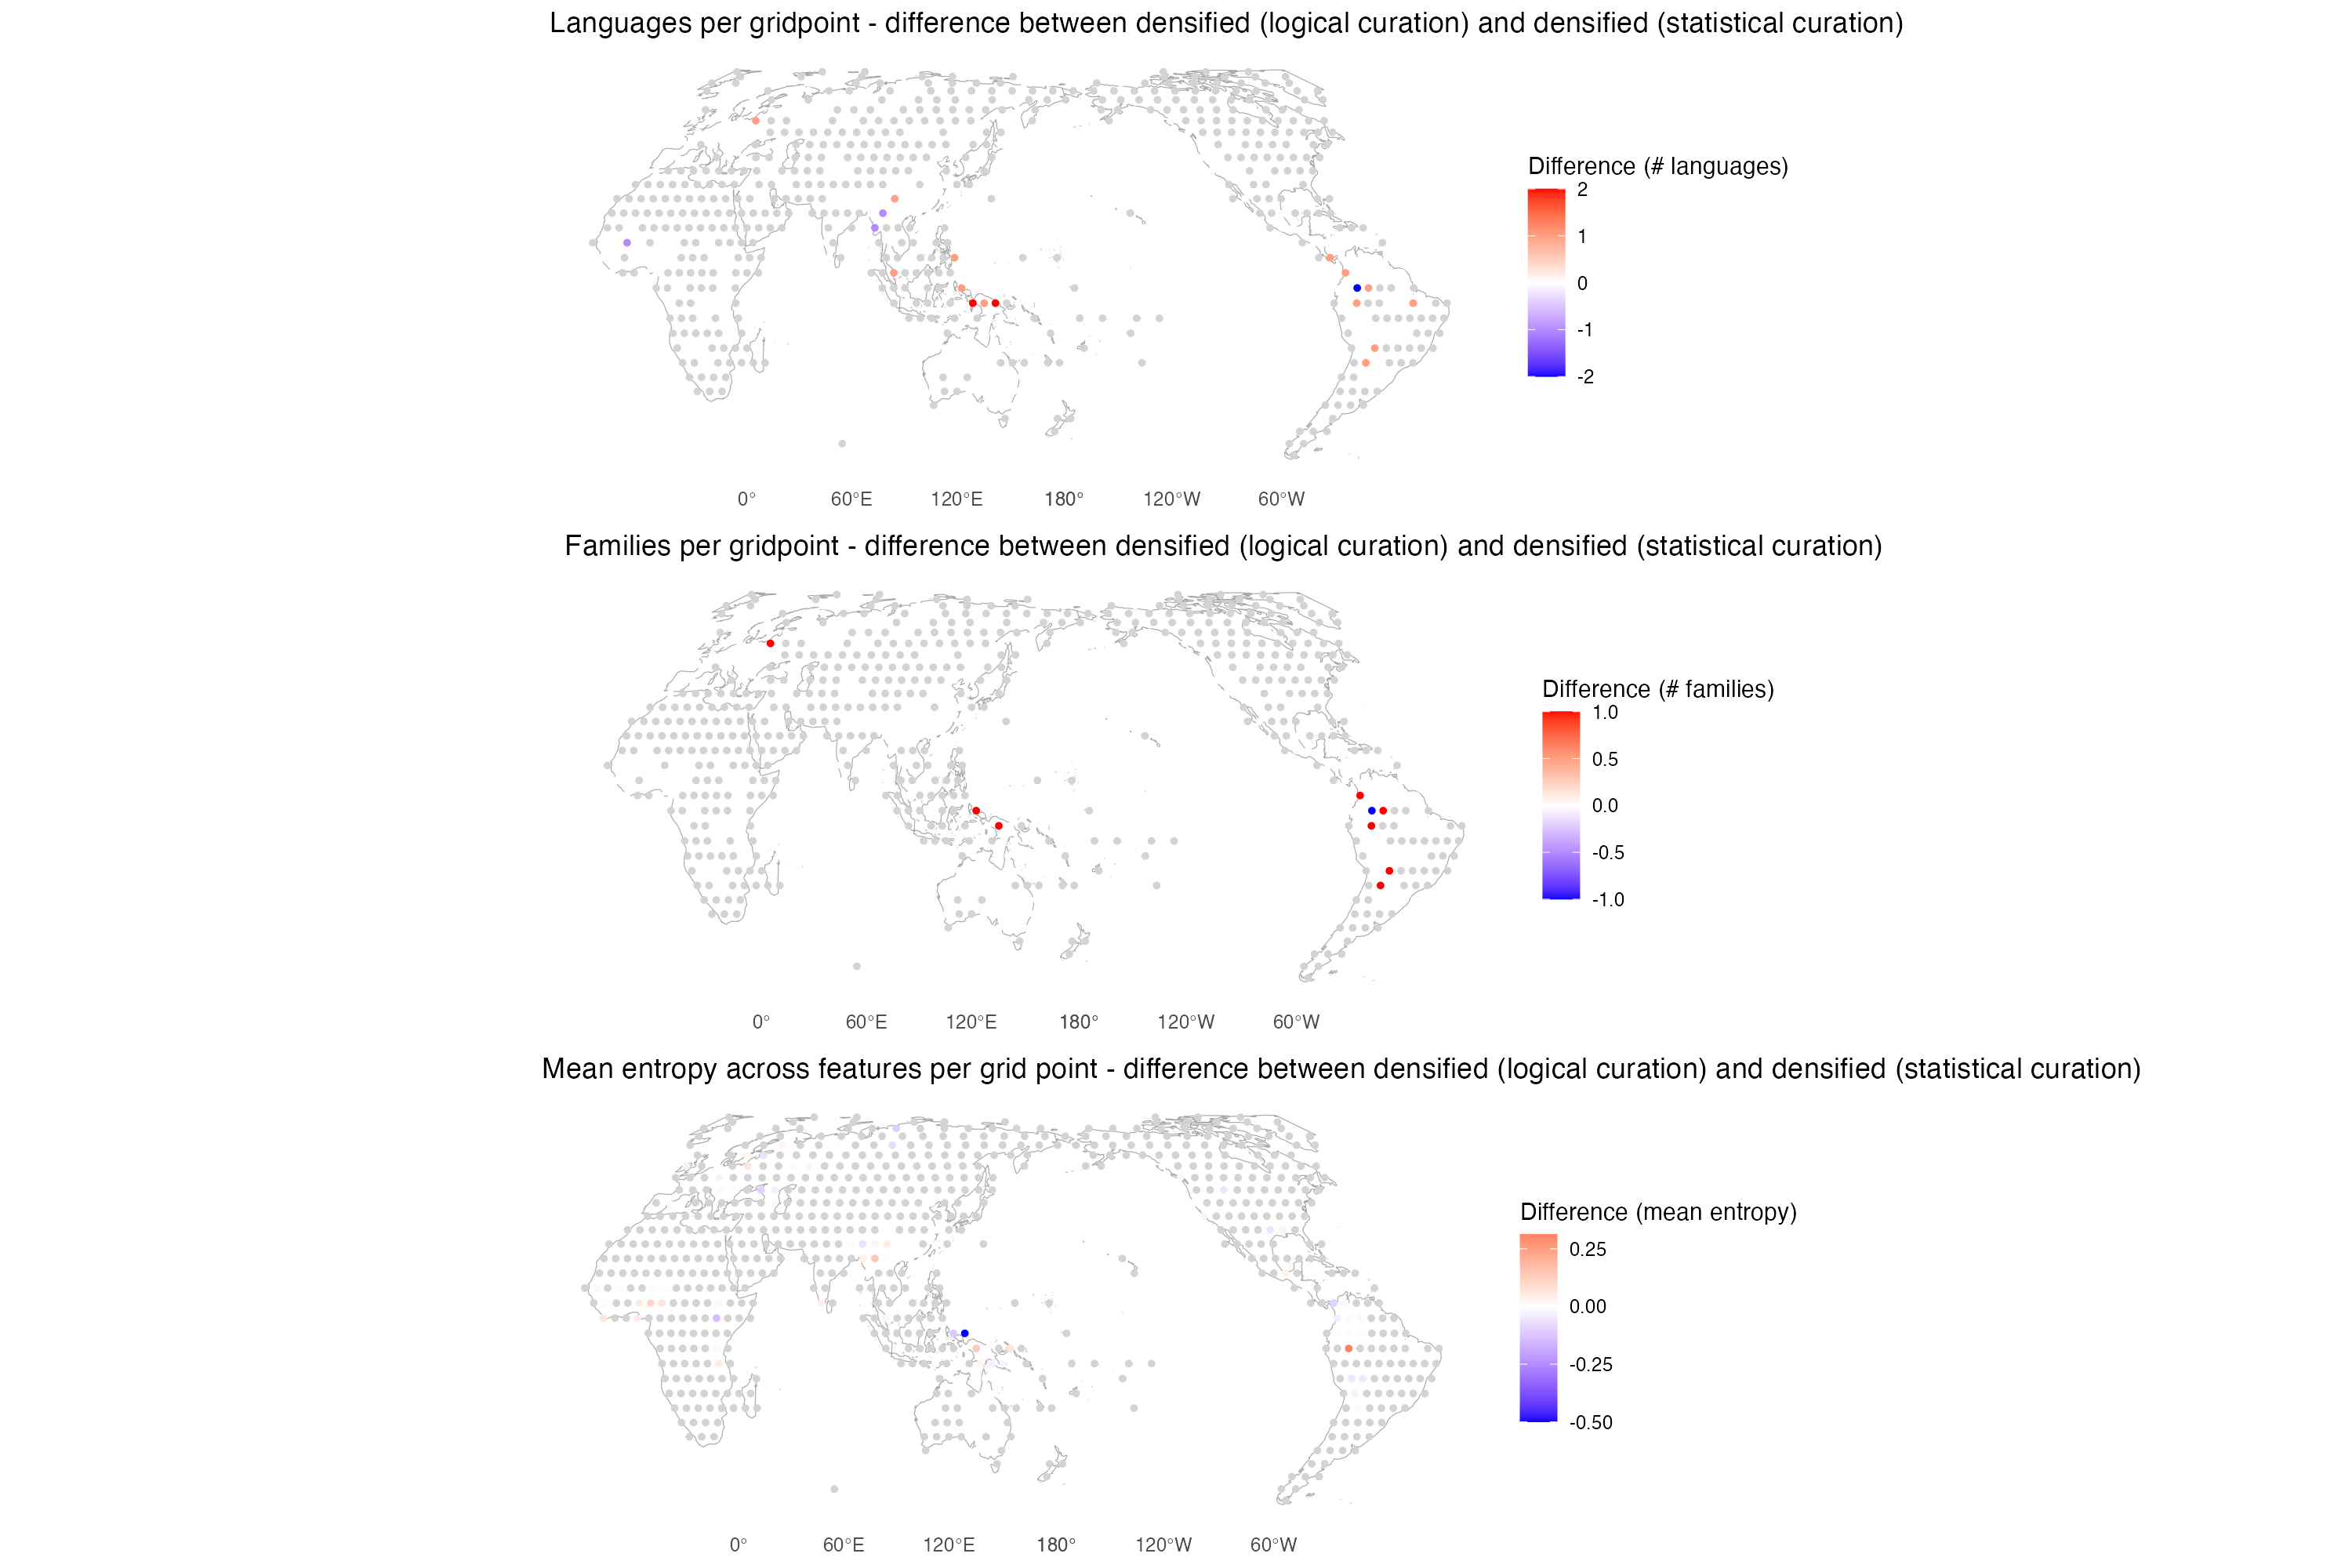 Languages per gridpoint - difference between densified (logical curation) and densified (statistical curation)
Difference (# languages)
2
1
0
-1
-2
0°
60°E
120°E
180°
120°W
60°W
Families per gridpoint - difference between densified (logical curation) and densified (statistical curation)
Difference (# families)
1.0
0.5
0.0
-0.5
-1.0
0°
60°E
120°E
180°
120°W
60°W
Mean entropy across features per grid point - difference between densified (logical curation) and densified (statistical curation)
Difference (mean entropy)
0.25
0.00
-0.25
-0.50
0°
60°E
120°E
180°
120°W
60°W